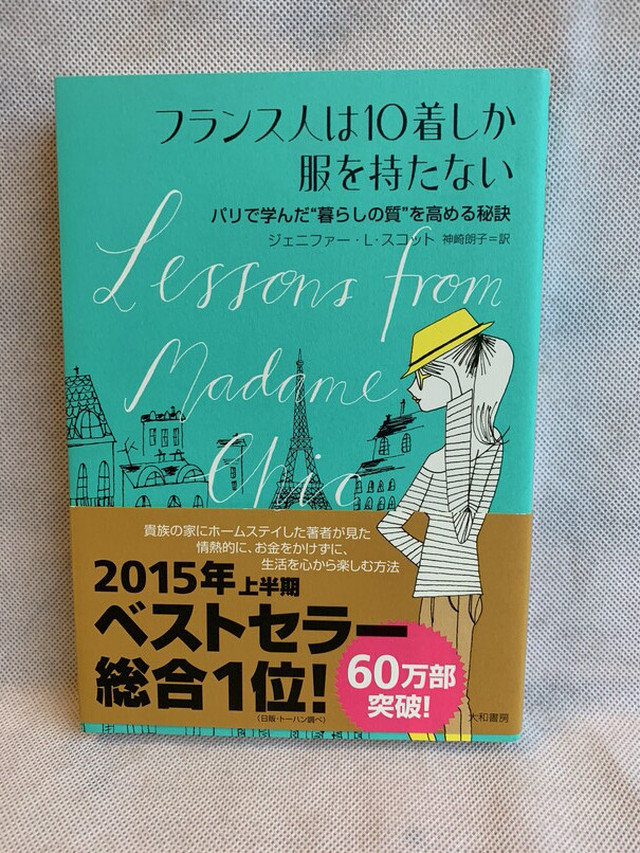 フランス人は10着しか
服を持たない
パリで学んだ“暮らしの質”を高める秘訣
ジェニファー・L・スコット 神崎朗子=訳
Lessons from
Madame
Chic
貴族の家にホームステイした著者が見た
情熱的に、お金をかけずに、
生活を心から楽しむ方法
2015年上半期
ベストセラー
総合1位!
(日販・トーハン調べ)
60万部
突破!
大和書房